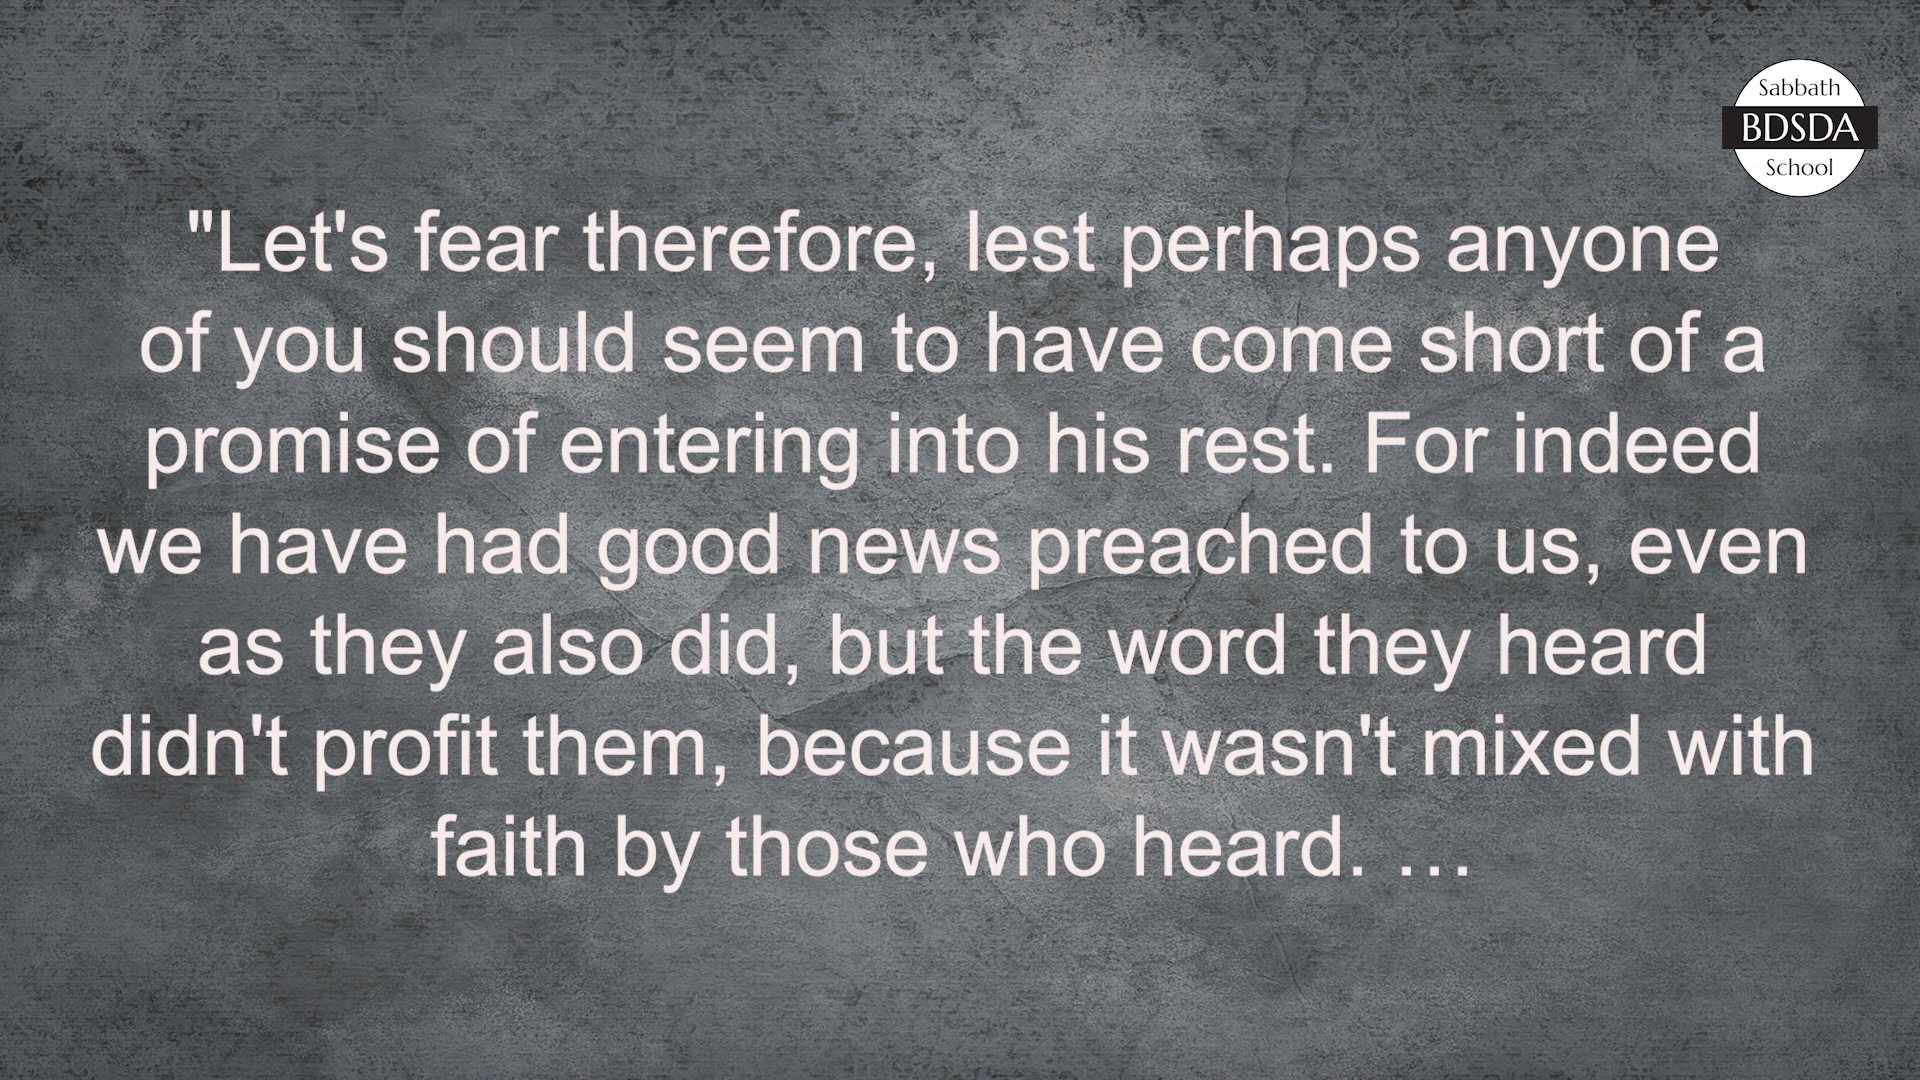 Sabbath
BDSDA
School
"Let's fear therefore, lest perhaps anyone
of you should seem to have come short of a
promise of entering into his rest. For indeed
we have had good news preached to us, even
as they also did, but the word they heard
didn't profit them, because it wasn't mixed with
faith by those who heard. …